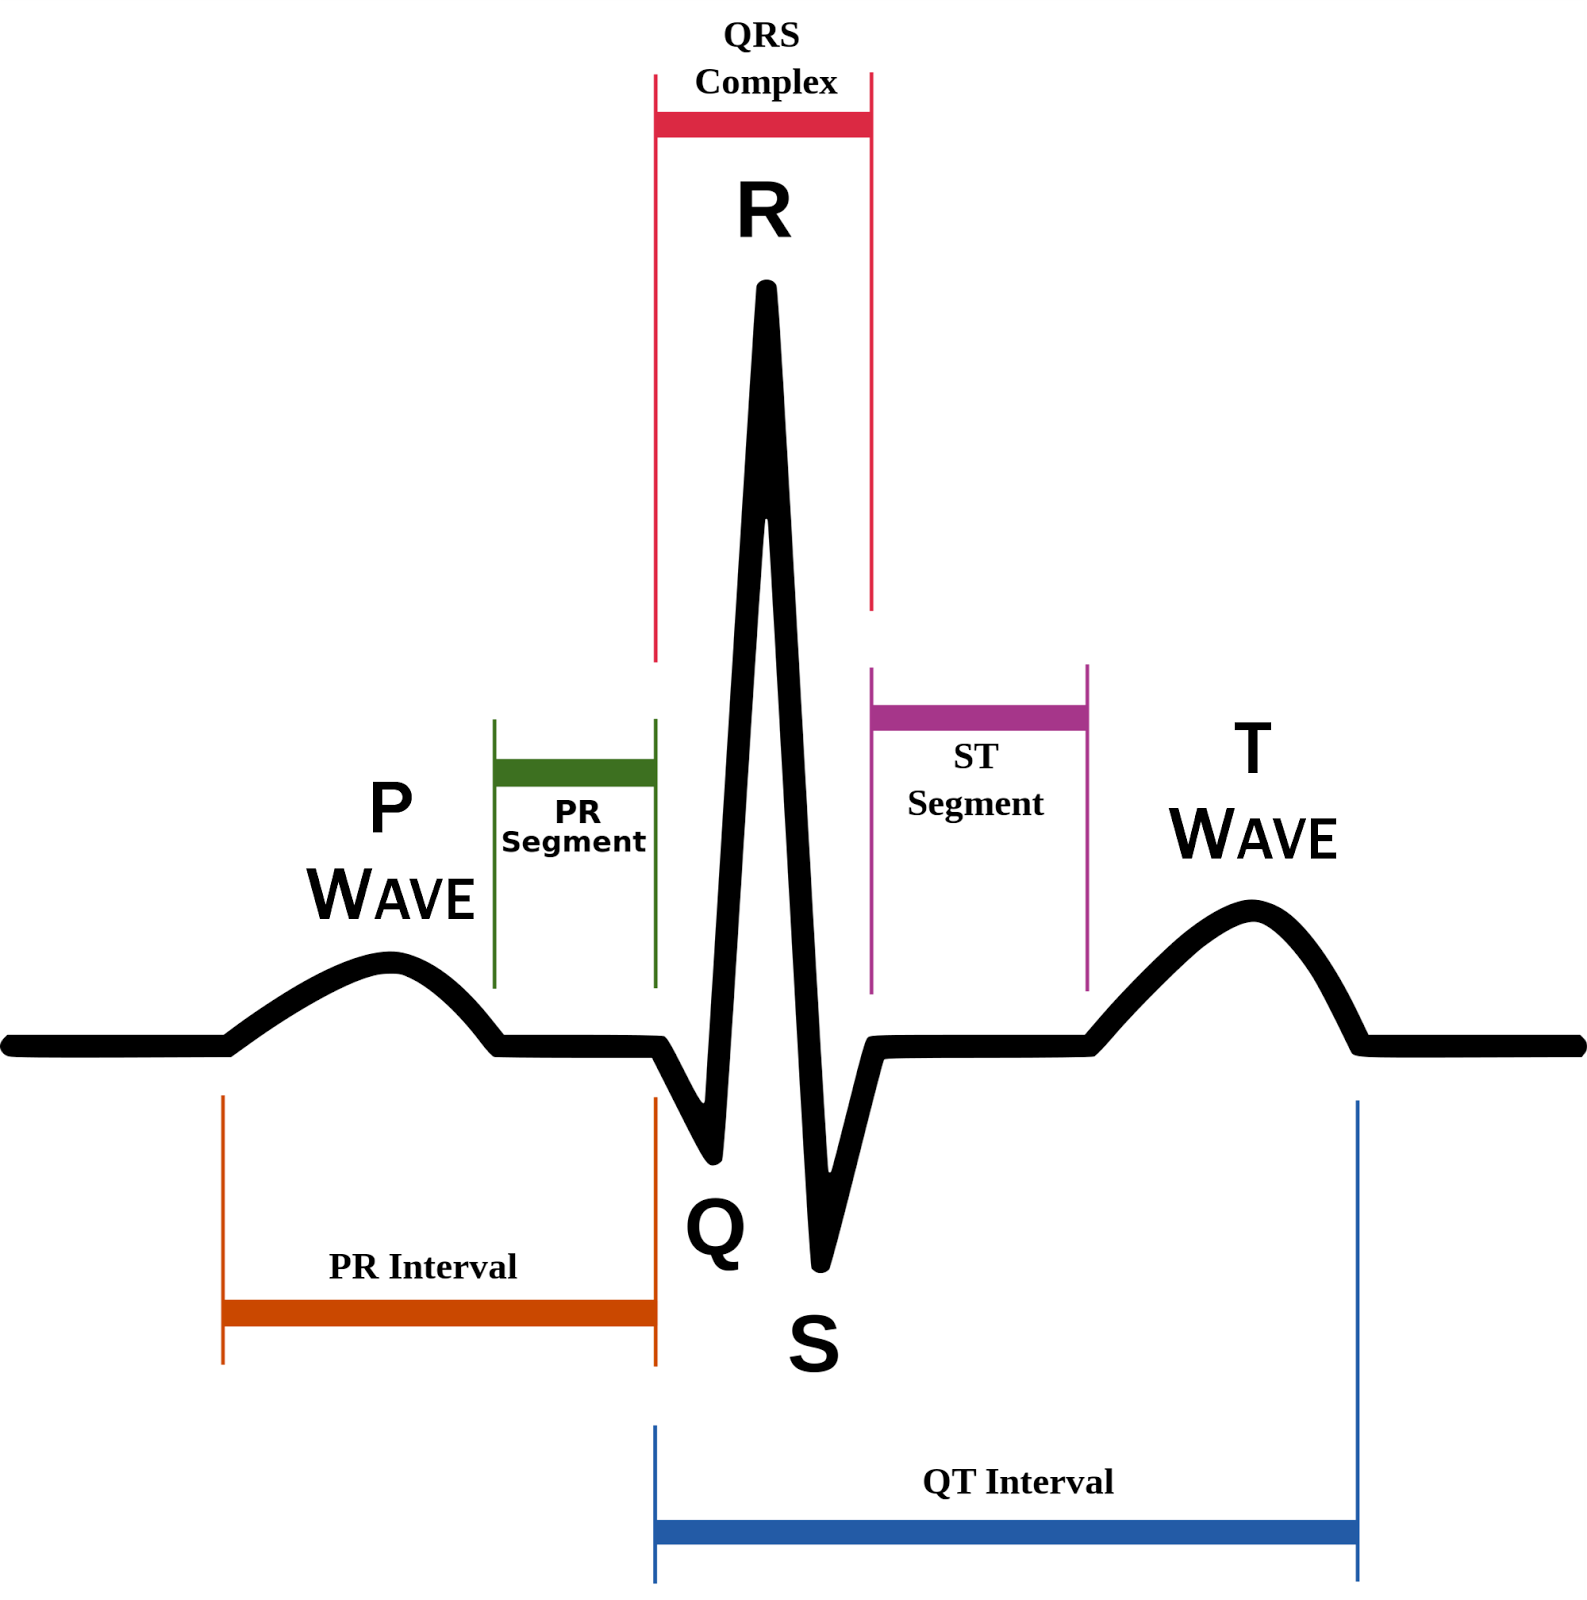 QRS
Complex
R
P
WAVE
PR
Segment
ST
Segment
T
WAVE
PR Interval
Q
S
QT Interval